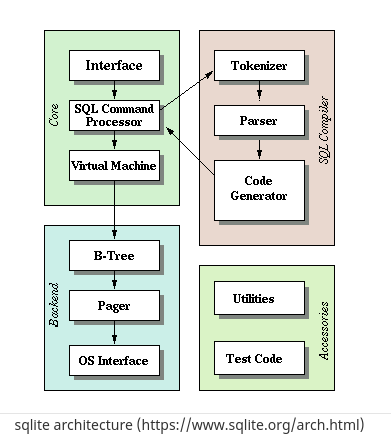 Core
Interface
SQL Command
Processor
Virtual Machine
SQL Compiler
Tokenizer
Parser
Code
Generator
Backend
B-Tree
Pager
OS Interface
Accessories
Utilities
Test Code
sqlite architecture (https://www.sqlite.org/arch.html)